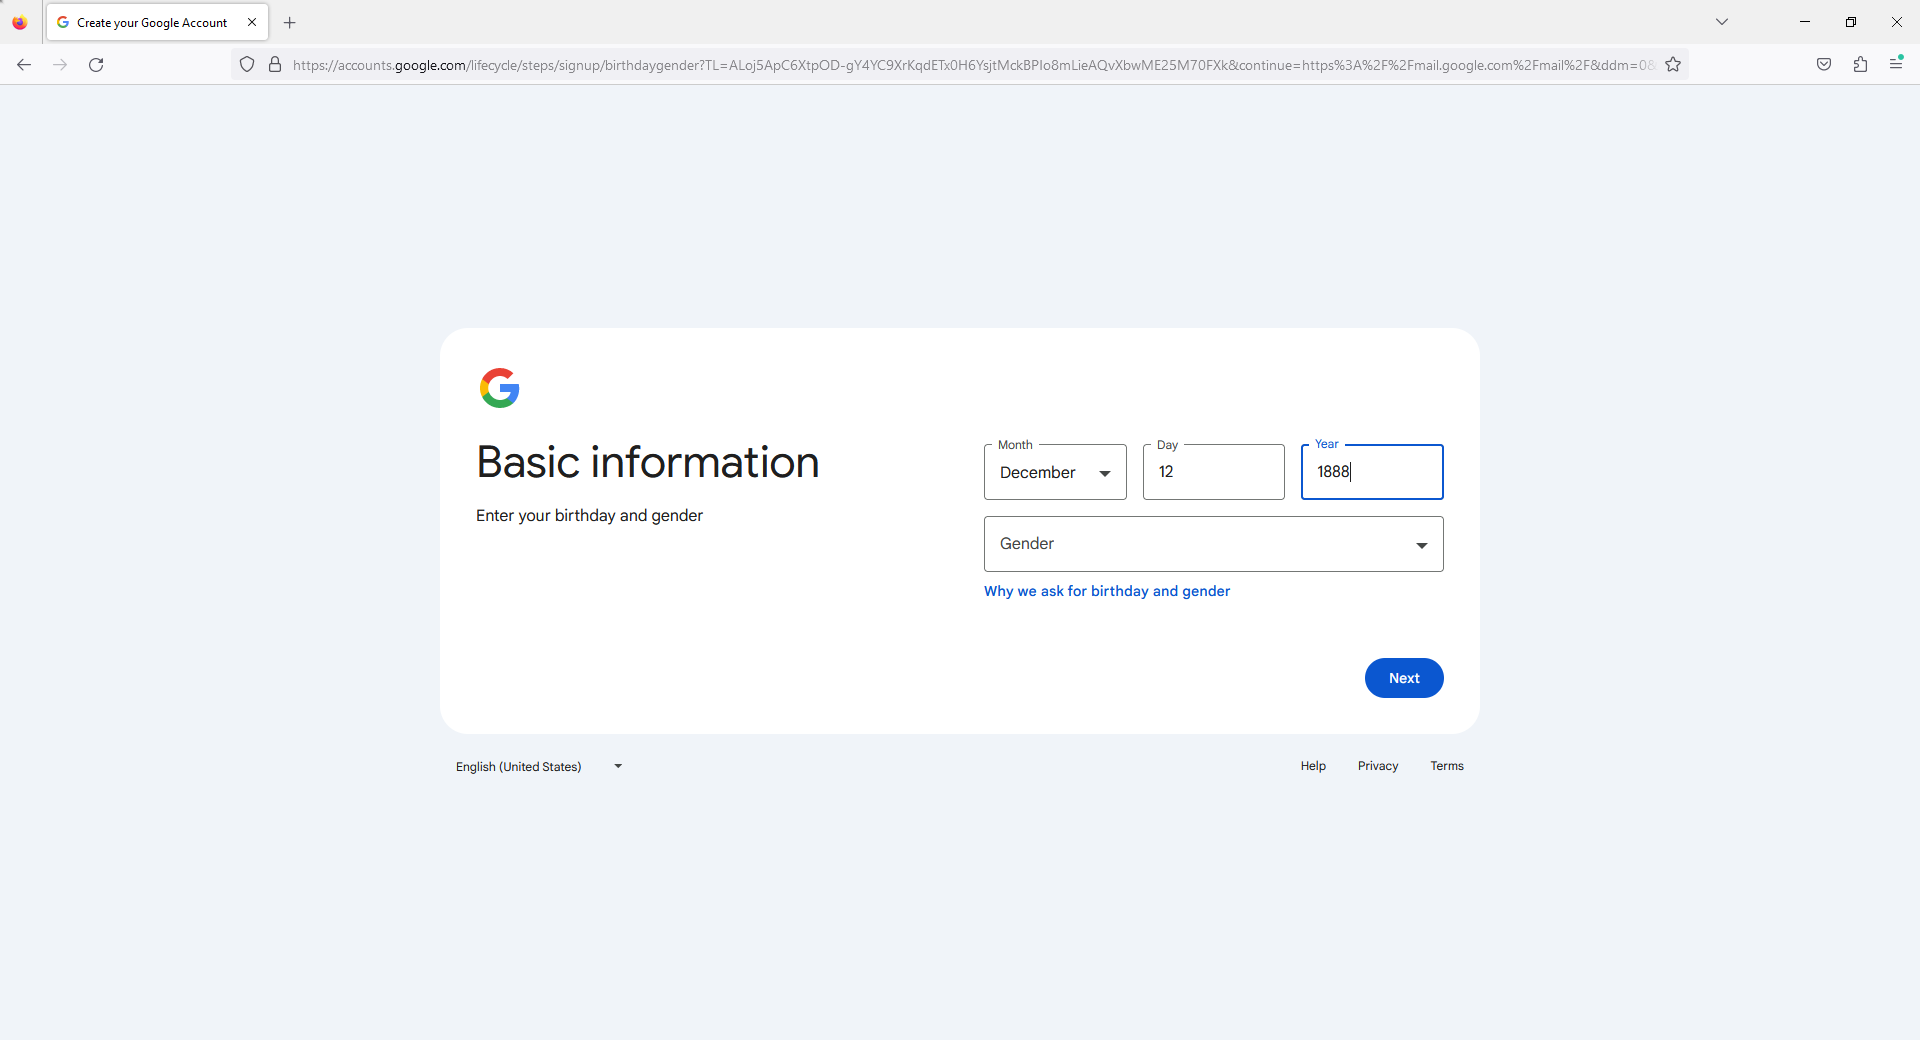 Create your Google Account
https://accounts.google.com/lifecycle/steps/signup/birthdaygender?TL=ALoj5ApC6XtpOD-gY4YC9XrKqdETx0H6YsjtMckBPIo8mLieAQvXbwME25M70FXk&continue=https%3A%2F%2Fmail.google.com%2Fmail%2F&ddm=0&
Basic information
Enter your birthday and gender
Month
Day
Year
December
12
1888
Gender
Why we ask for birthday and gender
Next
English (United States)
Help
Privacy
Terms